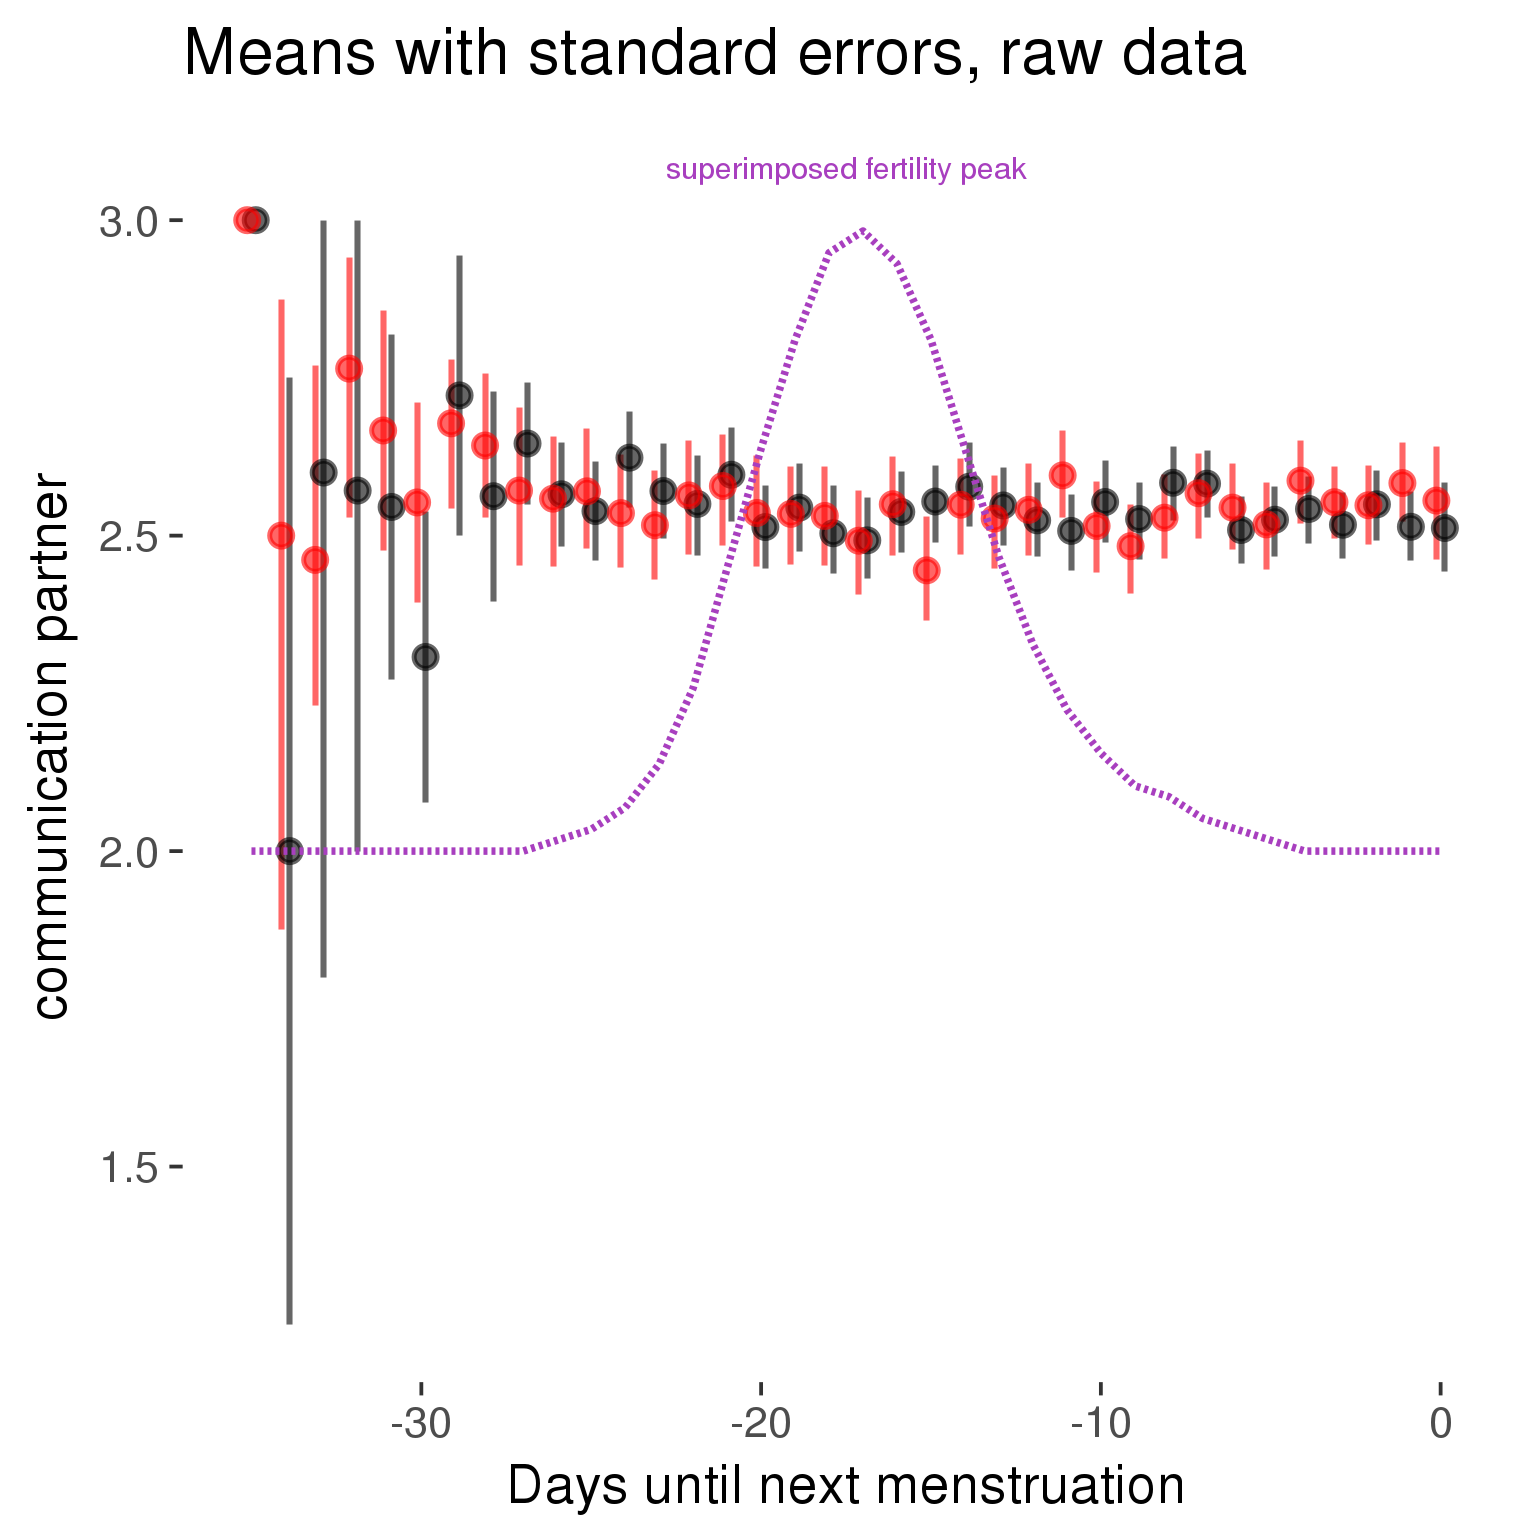 Means with standard errors, raw data
superimposed fertility peak
3.0
2.5
2.0
1.5
communication partner
-30
-20
-10
0
Days until next menstruation